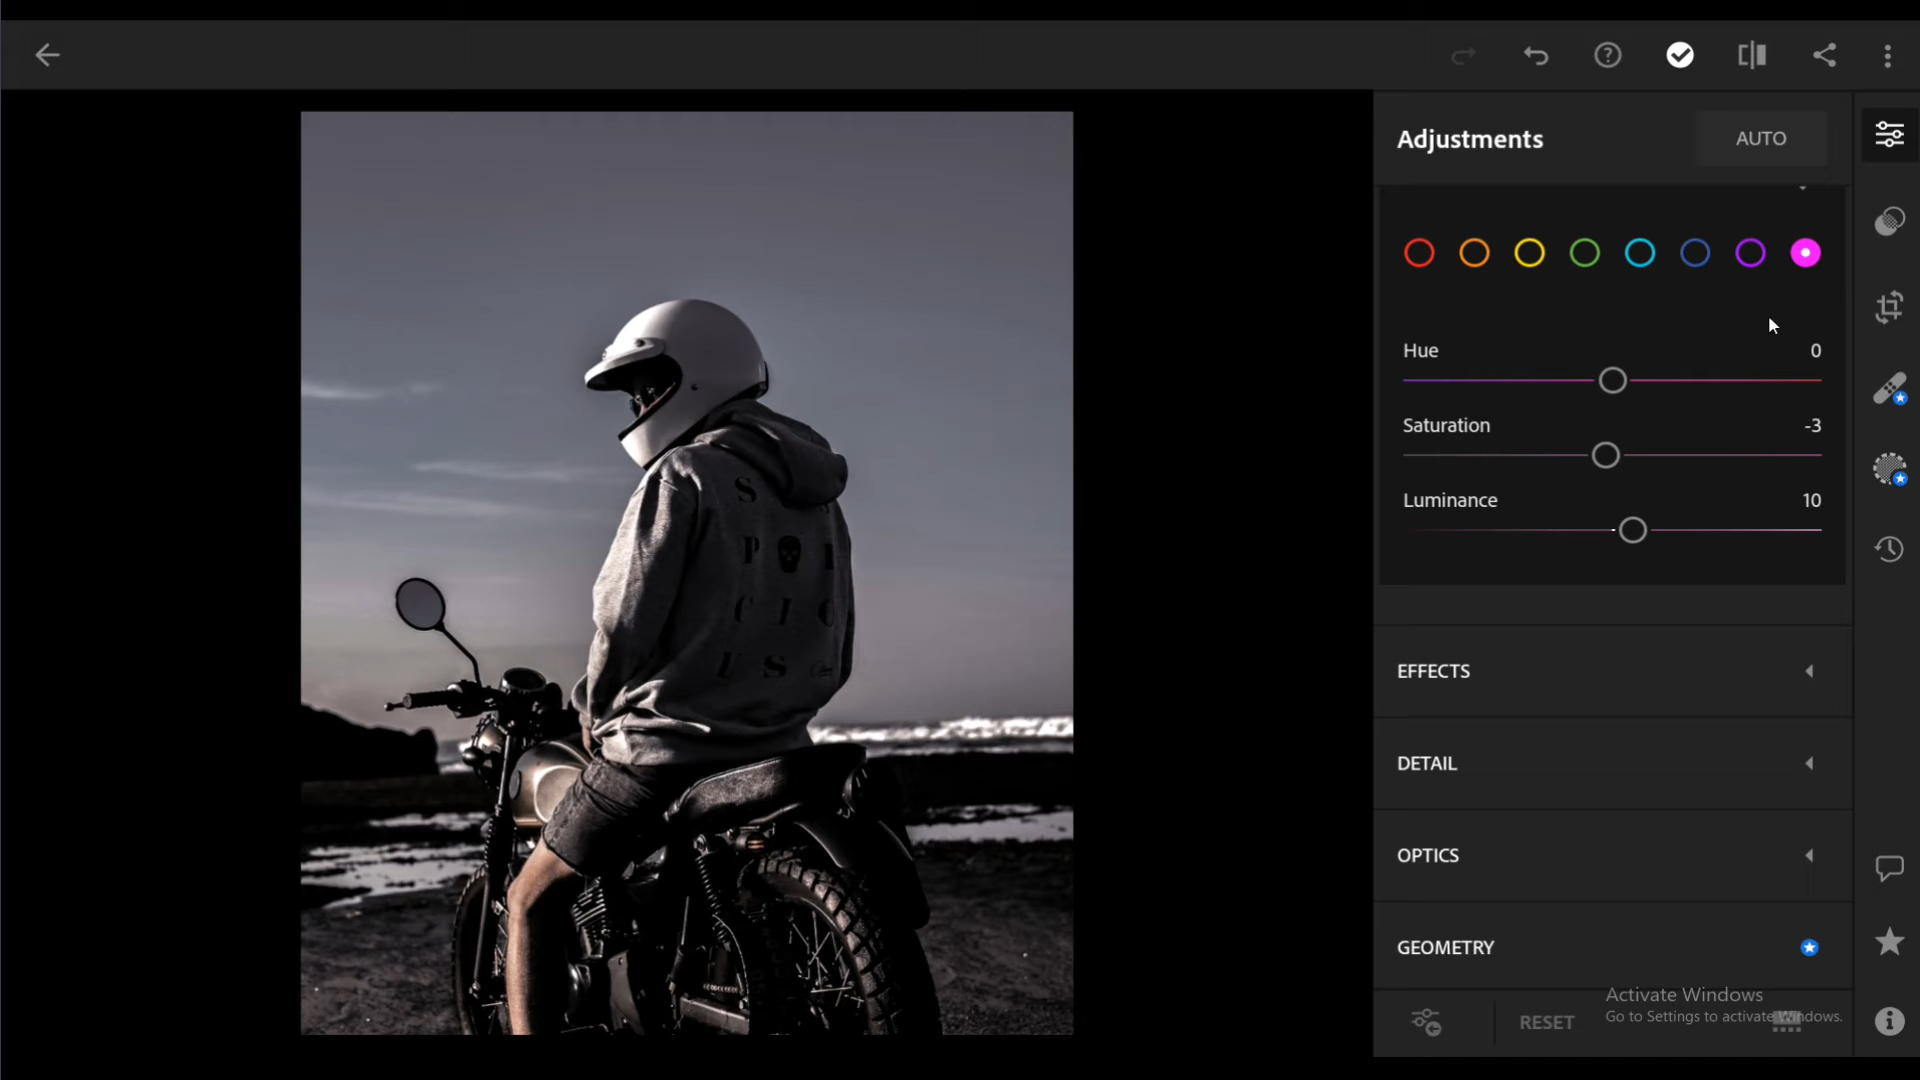 Adjustments
AUTO
Hue 0
Saturation -3
Luminance 10
EFFECTS
DETAIL
OPTICS
GEOMETRY
RESET
Activate Windows
Go to Settings to activate Windows.
S
P
C I O
U S